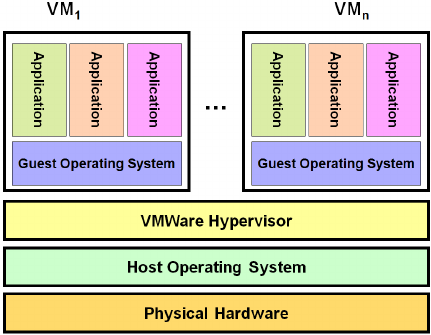 VM1
VMn
Application
Application
Application
Guest Operating System
...
Application
Application
Application
Guest Operating System
VMWare Hypervisor
Host Operating System
Physical Hardware